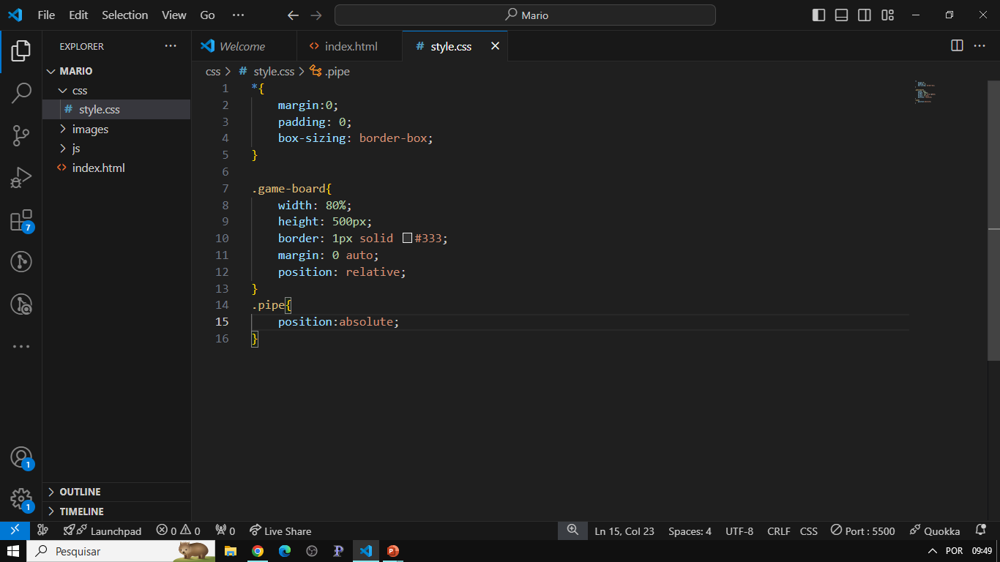 File Edit Selection View Go ··· Mario
EXPLORER ···
MARIO
css
# style.css
images
js
<> index.html
OUTLINE
TIMELINE
Welcome <> index.html # style.css
css > # style.css > .pipe
1 *{
2 margin:0;
3 padding: 0;
4 box-sizing: border-box;
5 }
6
7 .game-board{
8 width: 80%;
9 height: 500px;
10 border: 1px solid #333;
11 margin: 0 auto;
12 position: relative;
13 }
14 .pipe{
15 position:absolute;
16 }
7
1
1
Launchpad 0 0 0 Live Share Ln 15, Col 23 Spaces: 4 UTF-8 CRLF CSS Port : 5500 Quokka
Pesquisar POR 09:49